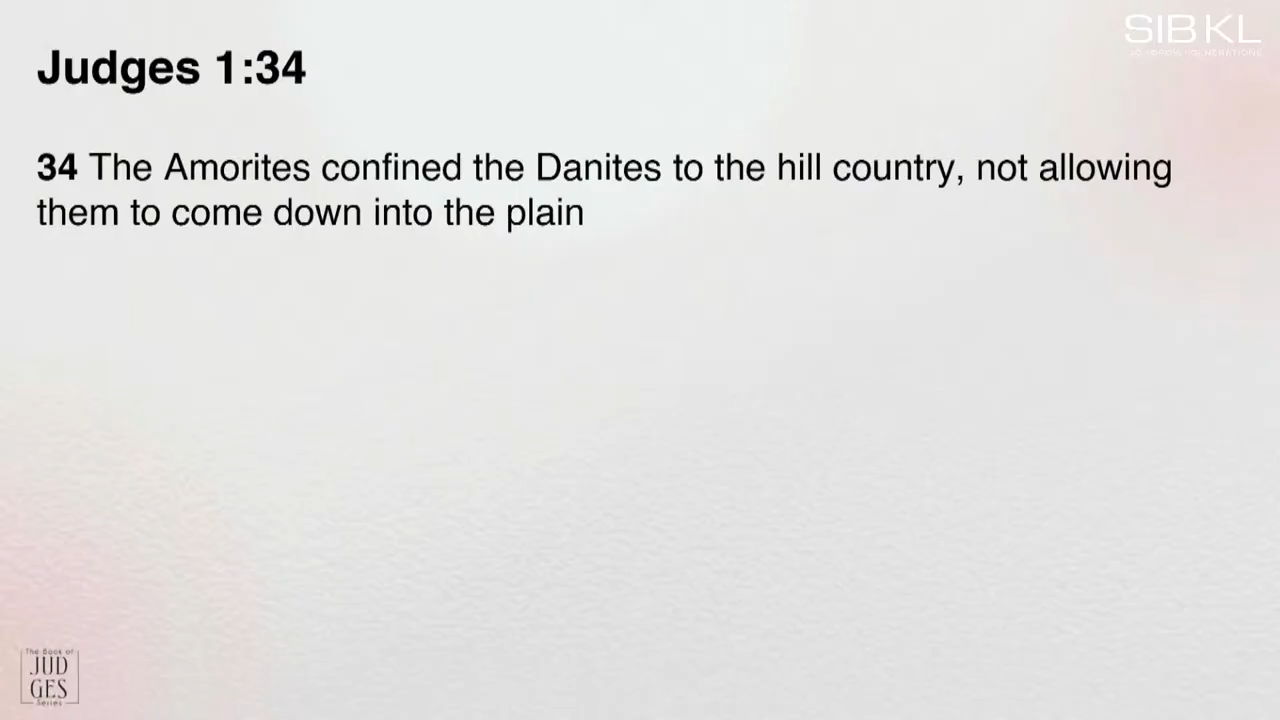 SIBKL
Judges 1:34
34 The Amorites confined the Danites to the hill country, not allowing
them to come down into the plain
The Book of
JUD
GES
Series